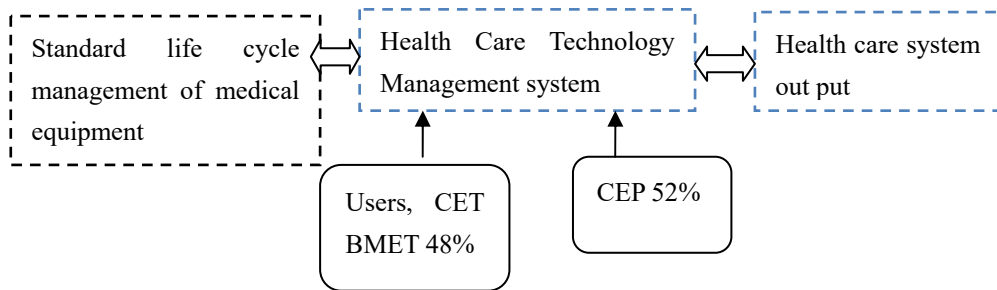 Standard life cycle
management of medical
equipment
Health Care Technology
Management system
Health care system
out put
Users, CET
BMET 48%
CEP 52%